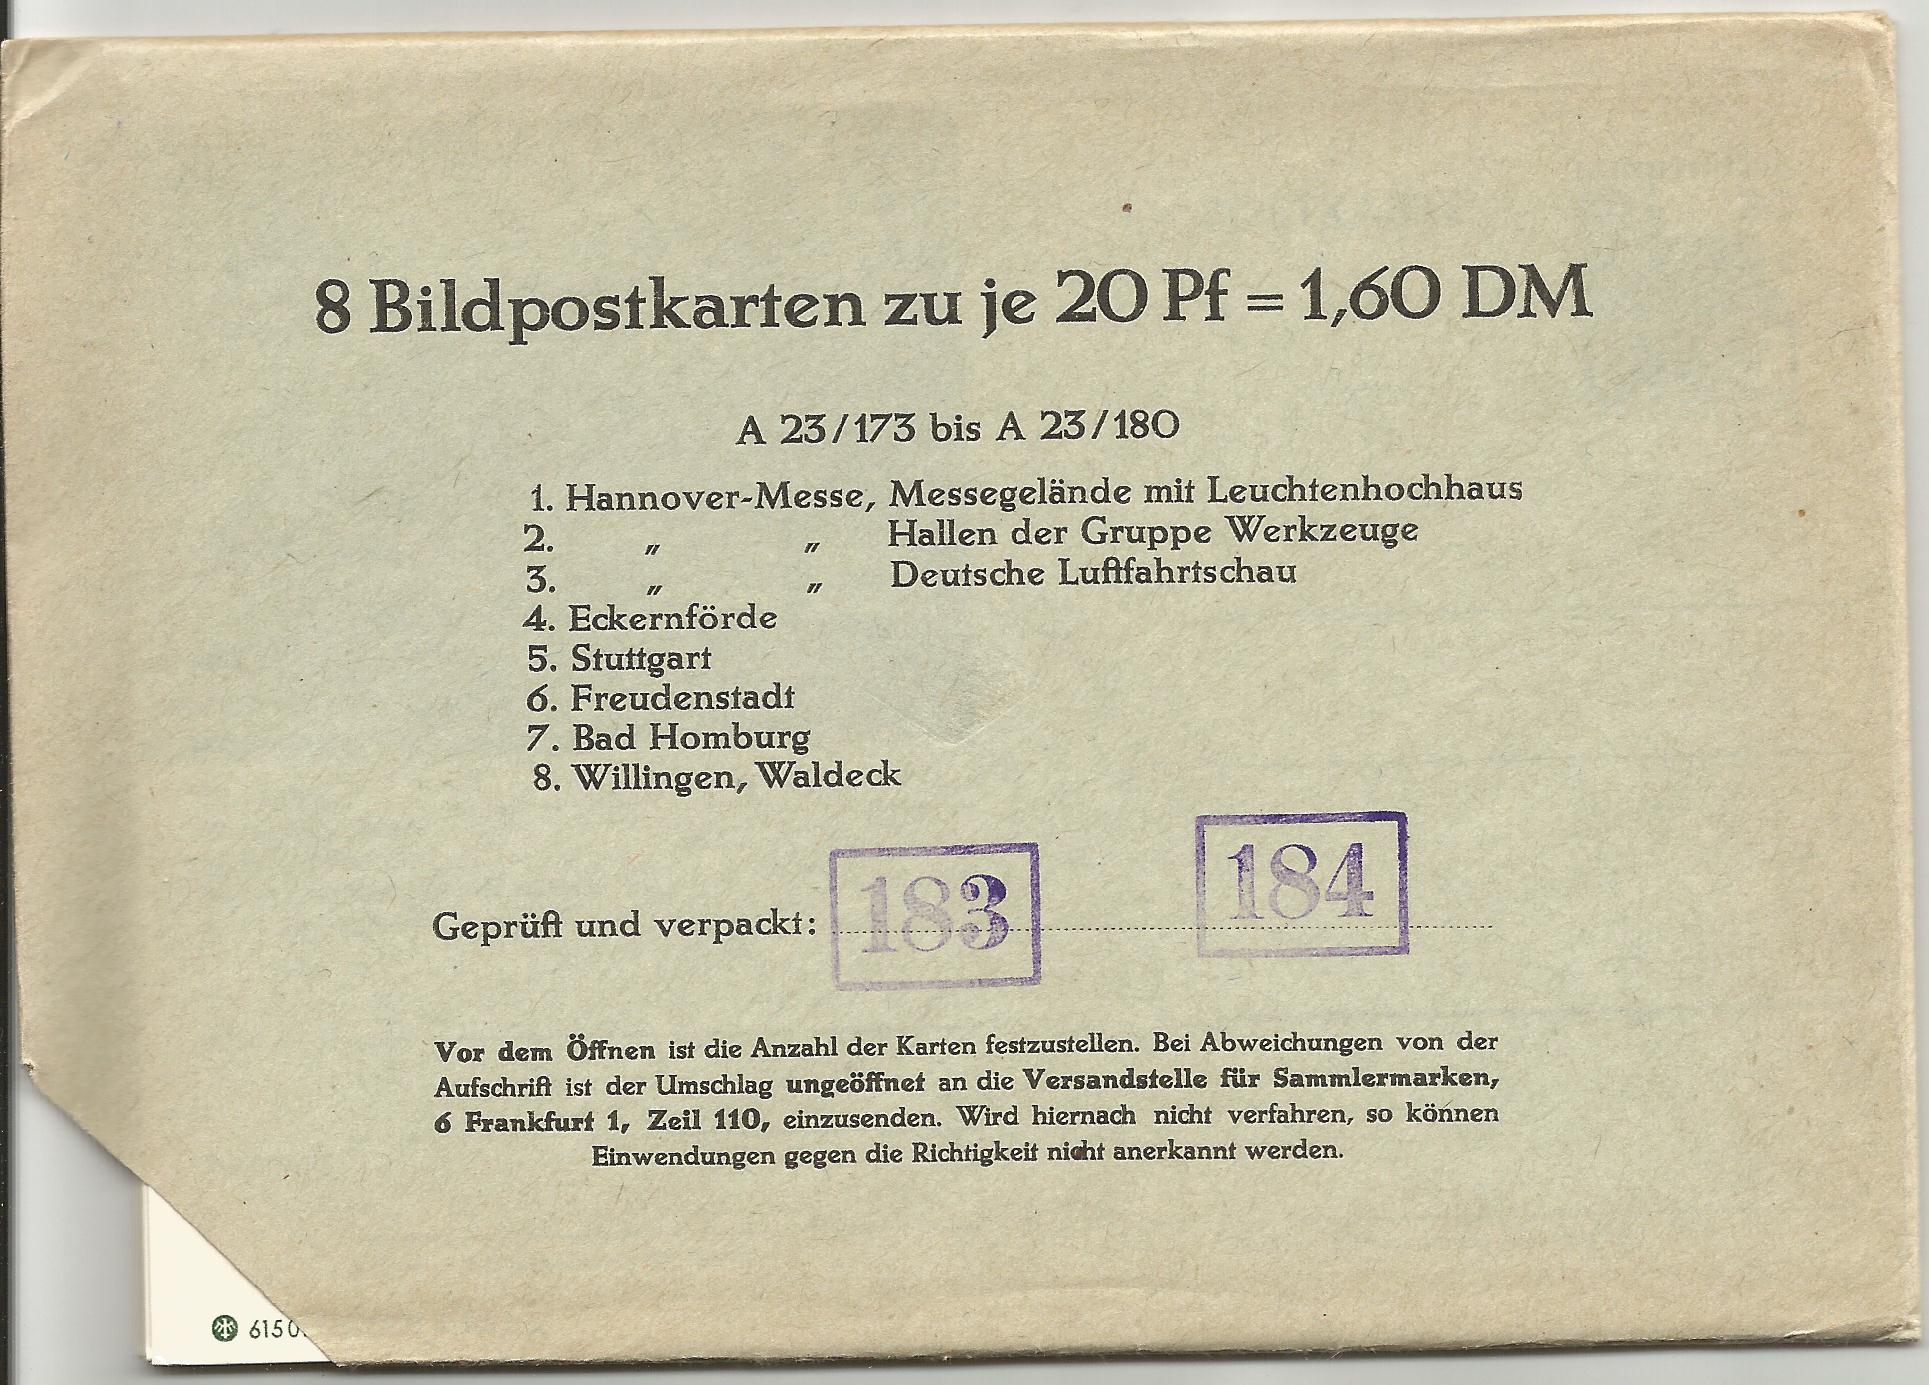 8 Bildpostkarten zu je 20 Pf = 1,60 DM
A 23/173 bis A 23/180
1. Hannover-Messe, Messegelände mit Leuchtenhochhaus
2. „ „ Hallen der Gruppe Werkzeuge
3. „ „ Deutsche Luftfahrtschau
4. Eckernförde
5. Stuttgart
6. Freudenstadt
7. Bad Homburg
8. Willingen, Waldeck
Geprüft und verpackt: 183 184
Vor dem Öffnen ist die Anzahl der Karten festzustellen. Bei Abweichungen von der
Aufschrift ist der Umschlag ungeöffnet an die Versandstelle für Sammlermarken,
6 Frankfurt 1, Zeil 110, einzusenden. Wird hiernach nicht verfahren, so können
Einwendungen gegen die Richtigkeit nicht anerkannt werden.
615 0